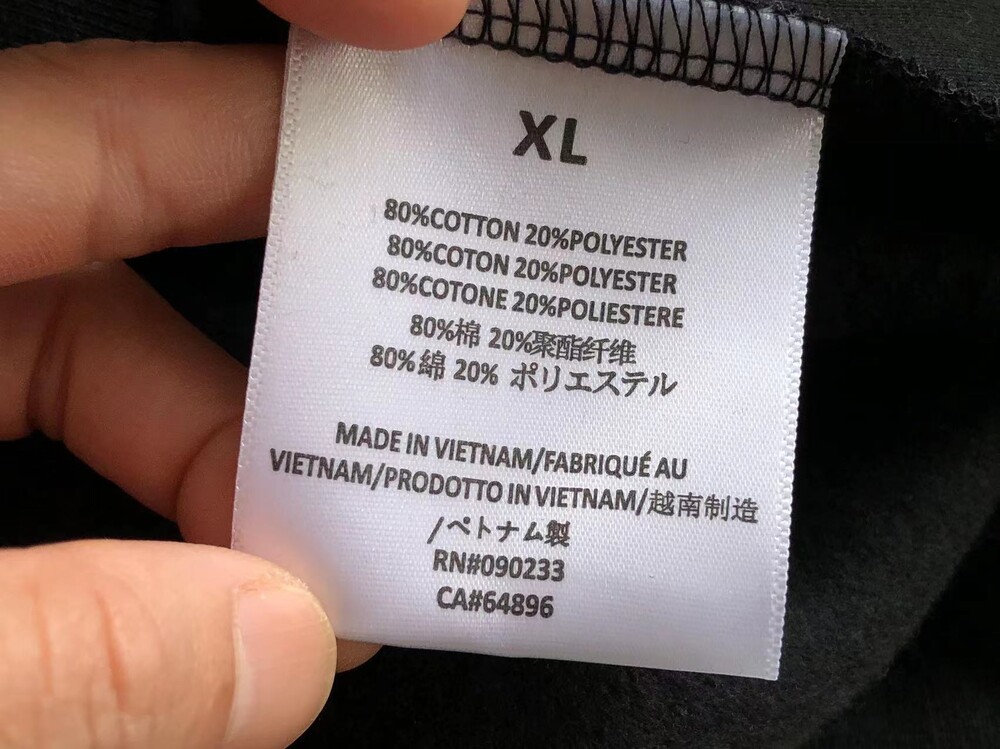 XL
80%COTTON 20%POLYESTER
80%COTON 20%POLYESTER
80%COTONE 20%POLIESTERE
80%棉 20%聚酯纤维
80%綿 20% ポリエステル
MADE IN VIETNAM/FABRIQUÉ AU
VIETNAM/PRODOTTO IN VIETNAM/越南制造
/ベトナム製
RN#090233
CA#64896